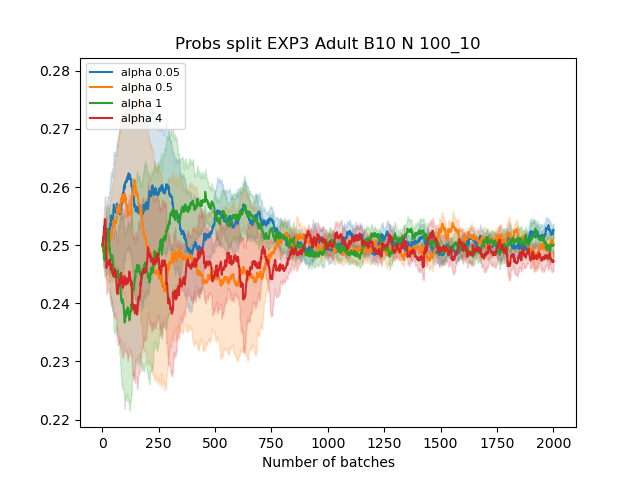 Probs split EXP3 Adult B10 N 100_10
alpha 0.05
alpha 0.5
alpha 1
alpha 4
0.28
0.27
0.26
0.25
0.24
0.23
0.22
0 250 500 750 1000 1250 1500 1750 2000
Number of batches